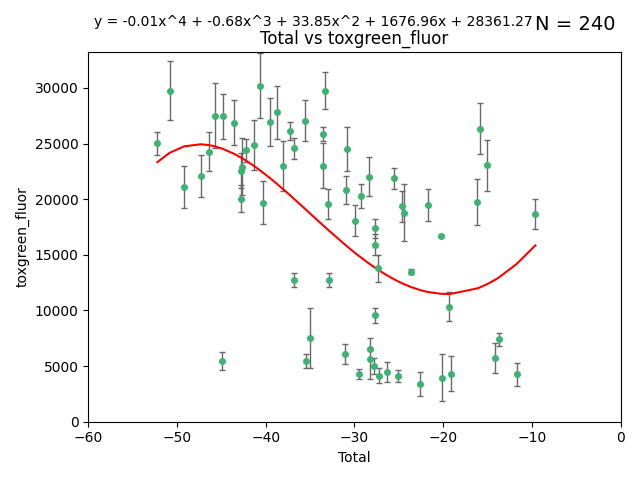 y = -0.01x^4 + -0.68x^3 + 33.85x^2 + 1676.96x + 28361.27 N = 240
Total vs toxgreen_fluor
30000
25000
20000
15000
10000
5000
0
toxgreen_fluor
−60 −50 −40 −30 −20 −10 0
Total